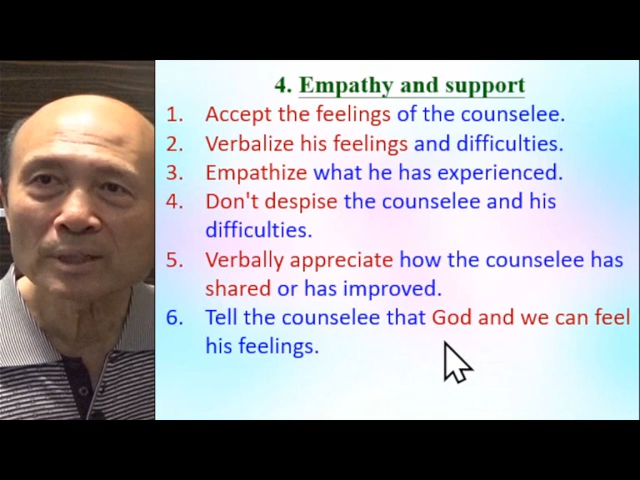 4. Empathy and support
1. Accept the feelings of the counselee.
2. Verbalize his feelings and difficulties.
3. Empathize what he has experienced.
4. Don't despise the counselee and his
difficulties.
5. Verbally appreciate how the counselee has
shared or has improved.
6. Tell the counselee that God and we can feel
his feelings.